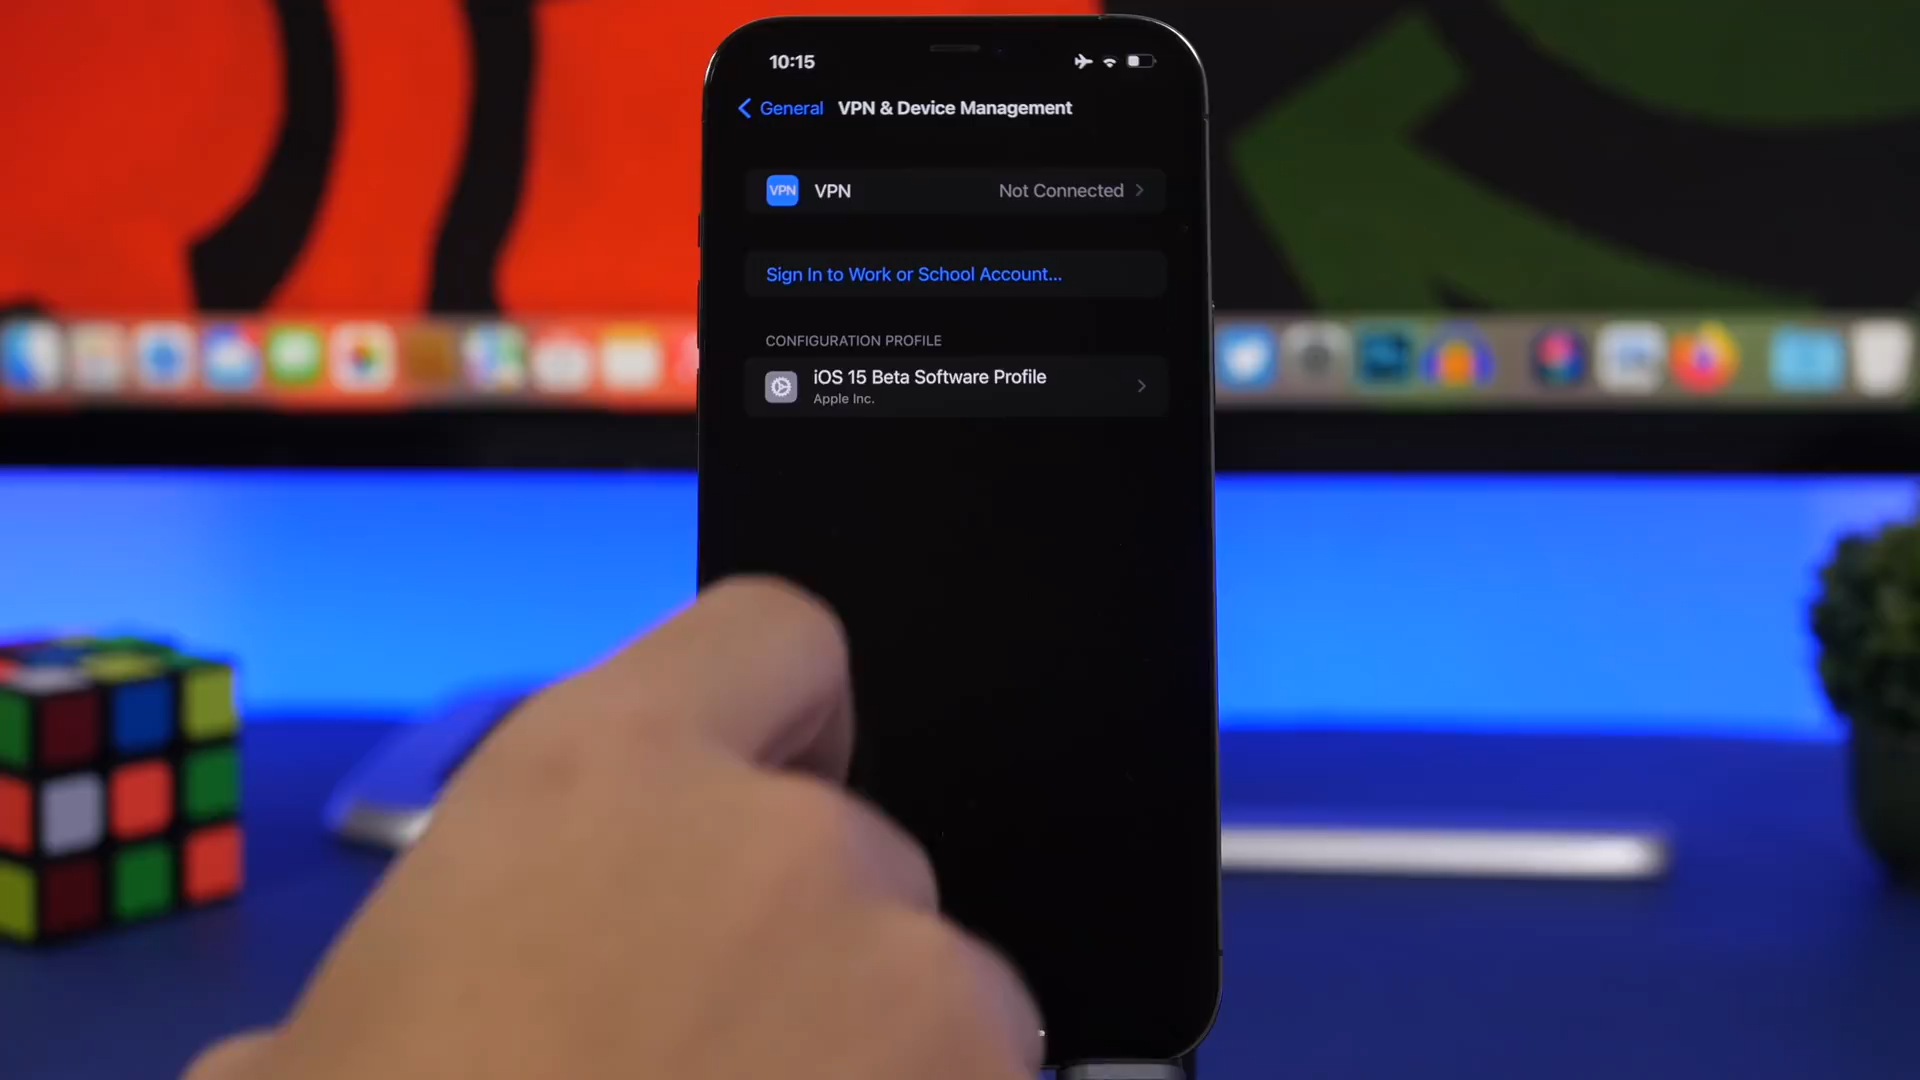 10:15
General VPN & Device Management
VPN VPN Not Connected
Sign In to Work or School Account...
CONFIGURATION PROFILE
iOS 15 Beta Software Profile
Apple Inc.